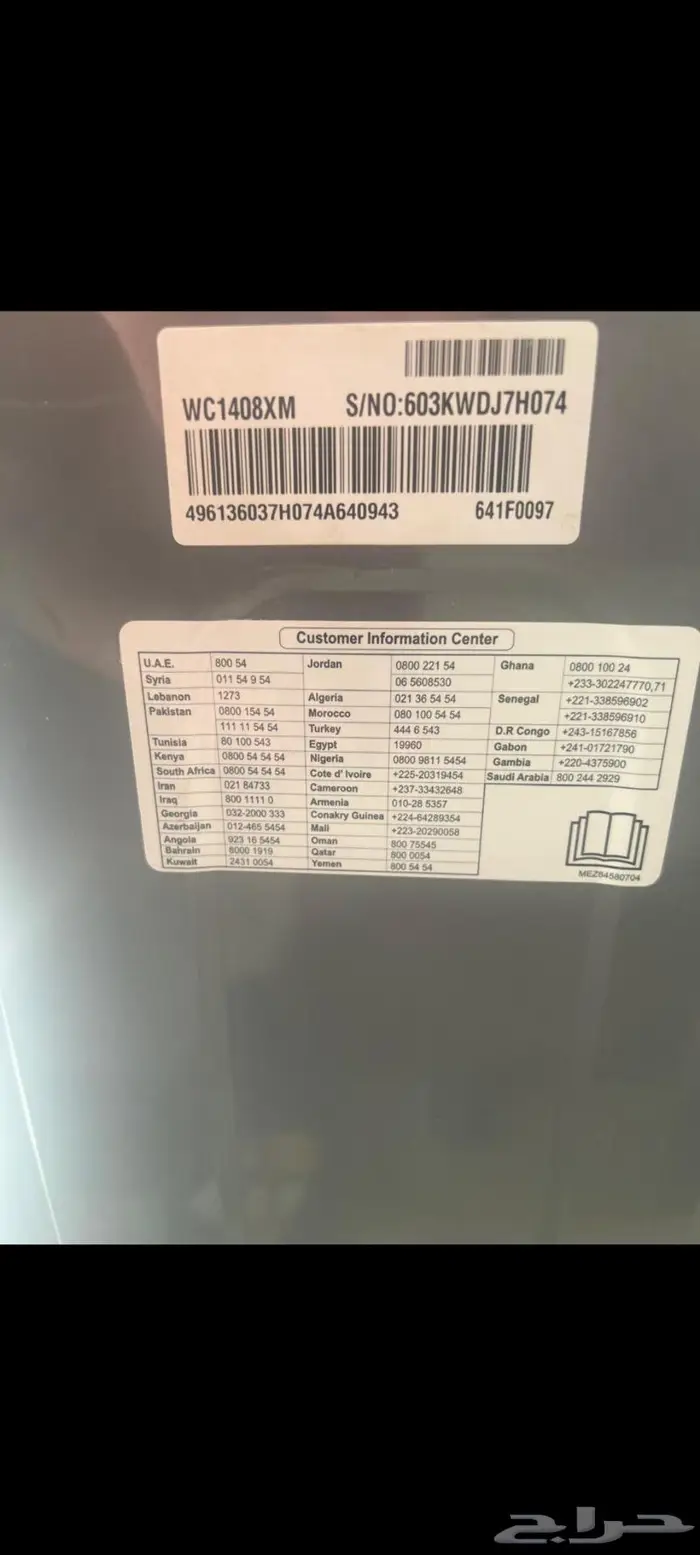 WC1408XM S/NO:603KWDJ7H074
496136037H074A640943 641F0097
Customer Information Center
U.A.E. 800 54 Jordan 0800 221 54 Ghana 0800 100 24
Syria 011 54 9 54 06 5608530 +233-302247770,71
Lebanon 1273 Algeria 021 36 54 54 Senegal +221-338596902
Pakistan 0800 154 54 Morocco 080 100 54 54 +221-338596910
111 11 54 54 Turkey 444 6 543 D.R Congo +243-15167856
Tunisia 80 100 543 Egypt 19960 Gabon +241-01721790
Kenya 0800 54 54 54 Nigeria 0800 9811 5454 Gambia +220-4375900
South Africa 0800 54 54 54 Cote d' Ivoire +225-20319454 Saudi Arabia 800 244 2929
Iran 021 84733 Cameroon +237-33432648
Iraq 800 1111 0 Armenia 010-28 5357
Georgia 032-2000 333 Conakry Guinea +224-64289354
Azerbaijan 012-465 5454 Mali +223-20290058
Angola 923 16 5454 Oman 800 75545
Bahrain 8000 1919 Qatar 800 0054
Kuwait 2431 0054 Yemen 800 54 54
MEZ64580704
حراج